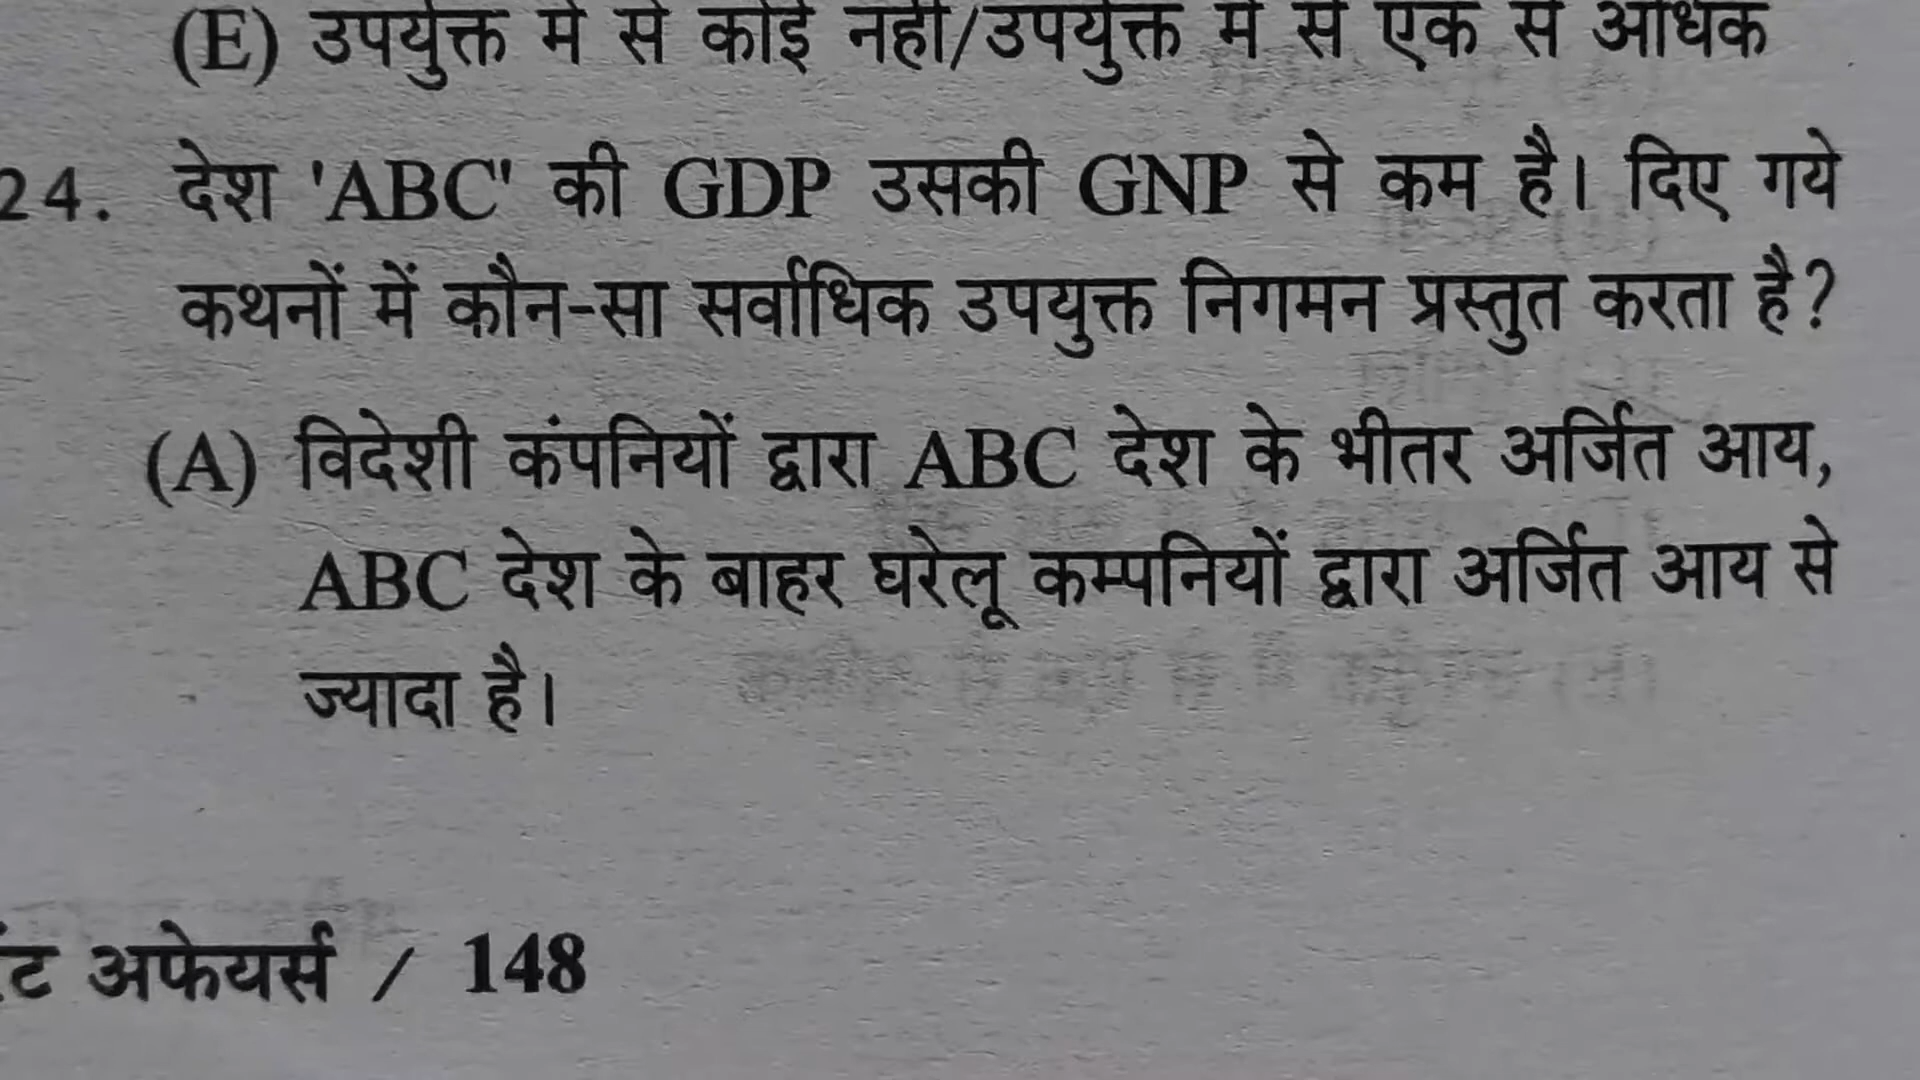 (E) उपर्युक्त में से कोई नहीं/उपर्युक्त में से एक से अधिक
24. देश 'ABC' की GDP उसकी GNP से कम है। दिए गये
कथनों में कौन-सा सर्वाधिक उपयुक्त निगमन प्रस्तुत करता है?
(A) विदेशी कंपनियों द्वारा ABC देश के भीतर अर्जित आय,
ABC देश के बाहर घरेलू कम्पनियों द्वारा अर्जित आय से
ज्यादा है।
अफेयर्स / 148